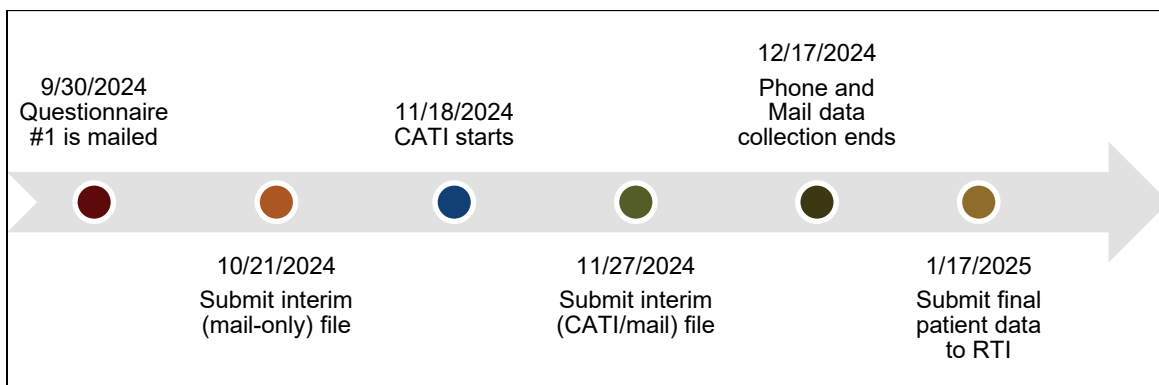 9/30/2024
Questionnaire
#1 is mailed
10/21/2024
Submit interim
(mail-only) file
11/18/2024
CATI starts
11/27/2024
Submit interim
(CATI/mail) file
12/17/2024
Phone and
Mail data
collection ends
1/17/2025
Submit final
patient data
to RTI